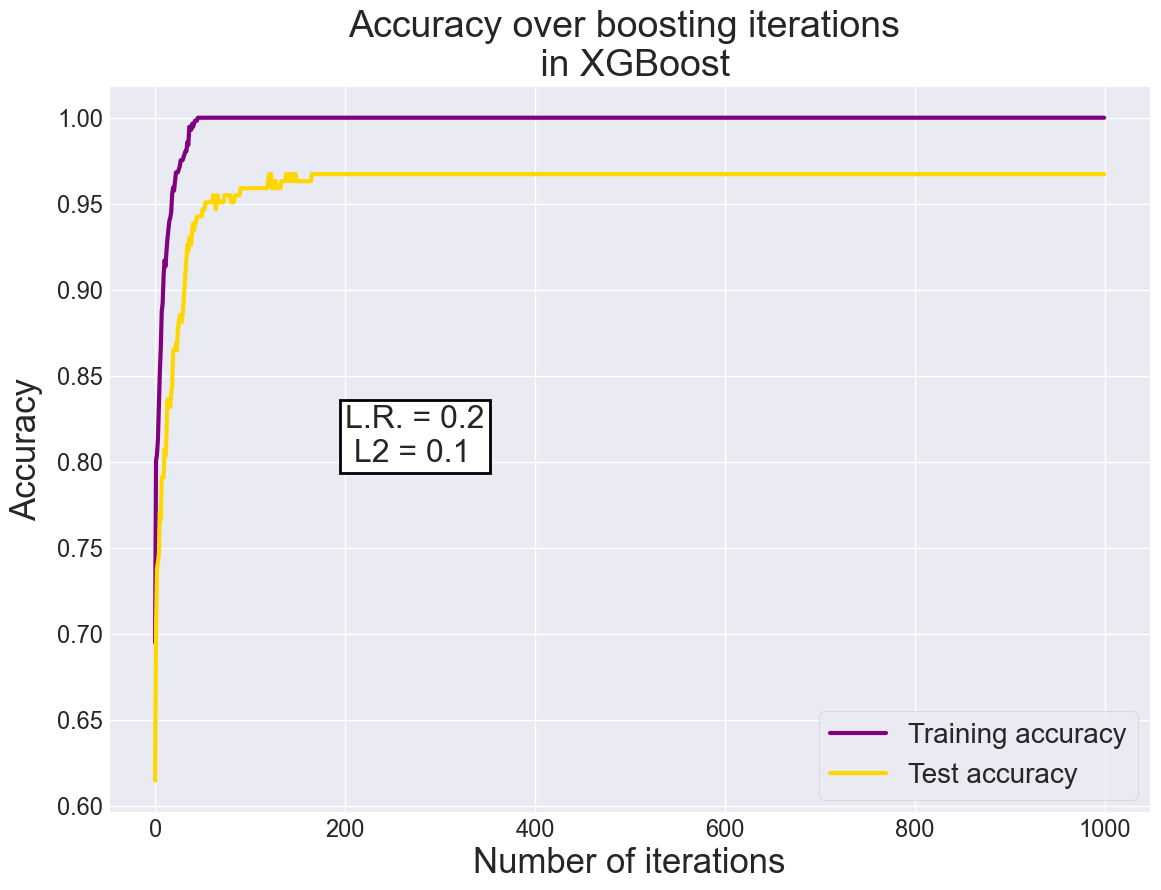 Accuracy over boosting iterations
in XGBoost
Accuracy
1.00
0.95
0.90
0.85
0.80
0.75
0.70
0.65
0.60
L.R. = 0.2
L2 = 0.1
Training accuracy
Test accuracy
0
200
400
600
800
1000
Number of iterations